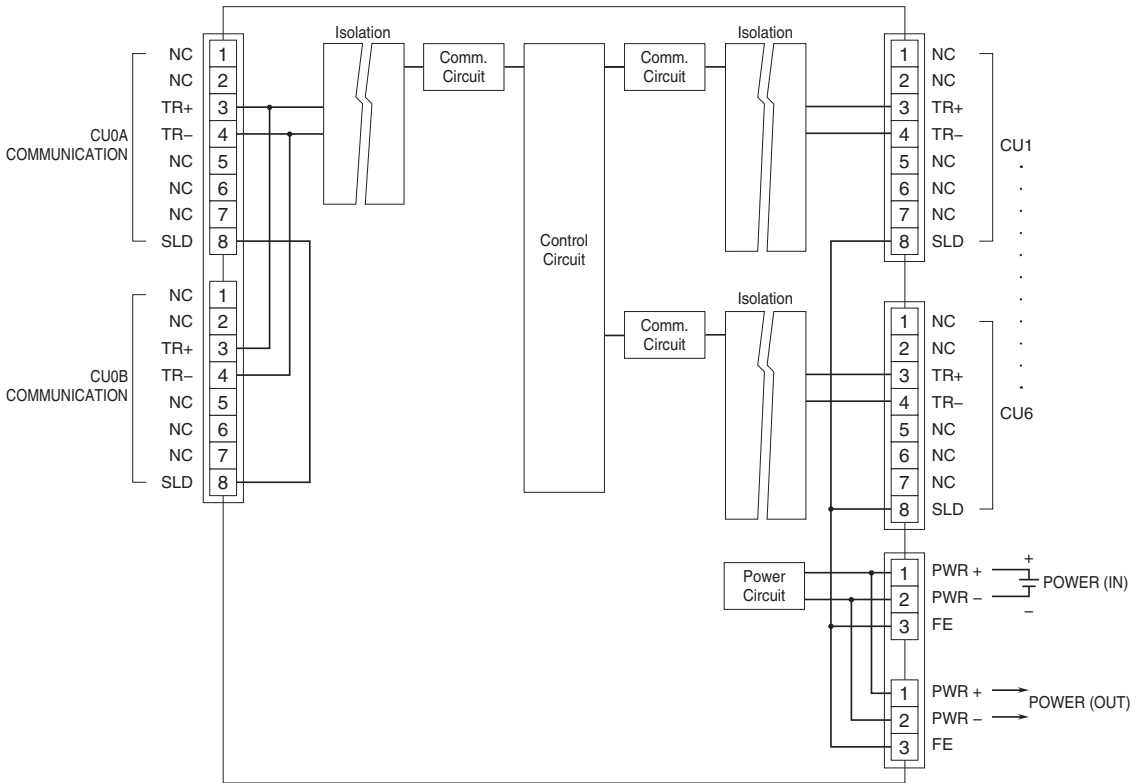 CU0A
COMMUNICATION
NC 1
NC 2
TR+ 3
TR− 4
NC 5
NC 6
NC 7
SLD 8
CU0B
COMMUNICATION
NC 1
NC 2
TR+ 3
TR− 4
NC 5
NC 6
NC 7
SLD 8
Isolation
Comm.
Circuit
Control
Circuit
Comm.
Circuit
Isolation
1 NC
2 NC
3 TR+
4 TR−
5 NC
6 NC
7 NC
8 SLD
CU1
Comm.
Circuit
Isolation
1 NC
2 NC
3 TR+
4 TR−
5 NC
6 NC
7 NC
8 SLD
CU6
Power
Circuit
1 PWR +
2 PWR −
3 FE
+
POWER (IN)
−
1 PWR +
2 PWR −
3 FE
POWER (OUT)